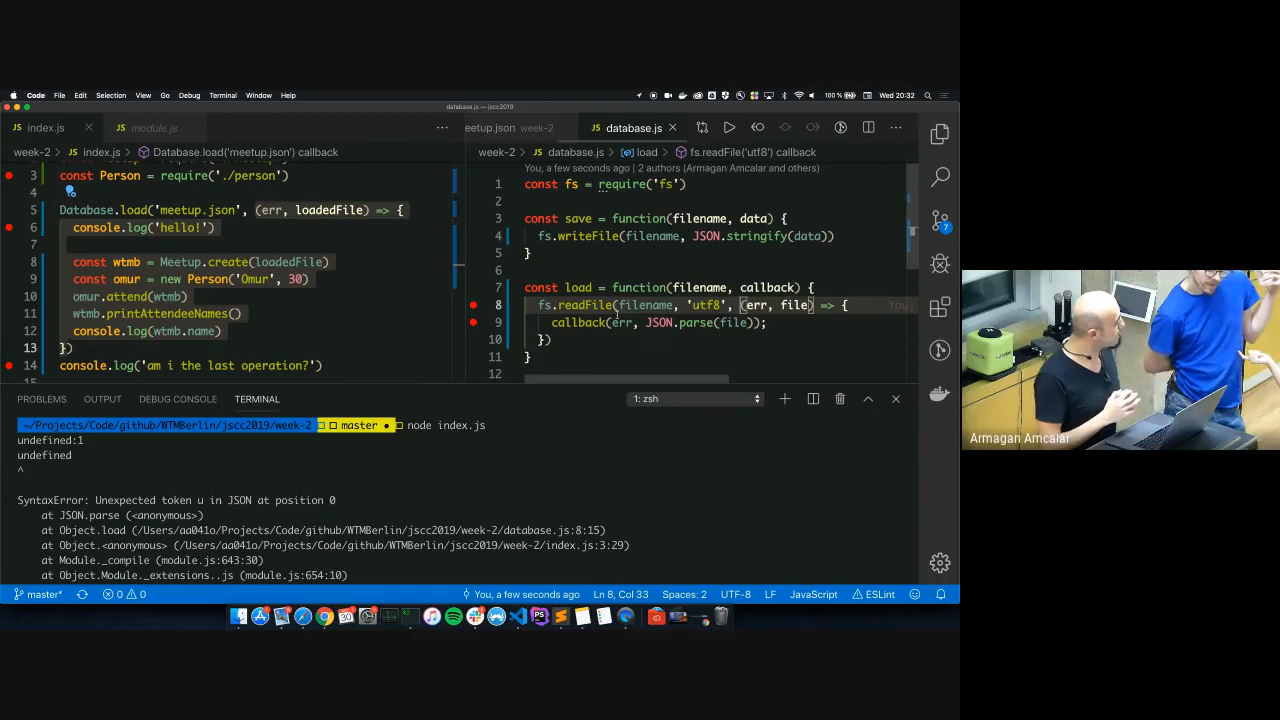 Code File Edit Selection View Go Debug Terminal Window Help
100 % Wed 20:32
database.js — jscc2019
index.js
module.js
week-2 index.js Database.load('meetup.json') callback
3 const Person = require('./person')
4
5 Database.load('meetup.json', (err, loadedFile) => {
6 console.log('hello!')
7
8 const wtmb = Meetup.create(loadedFile)
9 const omur = new Person('Omur', 30)
10 omur.attend(wtmb)
11 wtmb.printAttendeeNames()
12 console.log(wtmb.name)
13 })
14 console.log('am i the last operation?')
15
eetup.json week-2
database.js
week-2 database.js load fs.readFile('utf8') callback
You, a few seconds ago | 2 authors (Armagan Amcalar and others)
1 const fs = require('fs')
2
3 const save = function(filename, data) {
4 fs.writeFile(filename, JSON.stringify(data))
5 }
6
7 const load = function(filename, callback) {
8 fs.readFile(filename, 'utf8', (err, file) => { You,
9 callback(err, JSON.parse(file));
10 })
11 }
12
7
PROBLEMS OUTPUT DEBUG CONSOLE TERMINAL
1: zsh
~/Projects/Code/github/WTMBerlin/jscc2019/week-2 master ● node index.js
undefined:1
undefined
^
SyntaxError: Unexpected token u in JSON at position 0
at JSON.parse (<anonymous>)
at Object.load (/Users/aa041o/Projects/Code/github/WTMBerlin/jscc2019/week-2/database.js:8:15)
at Object.<anonymous> (/Users/aa041o/Projects/Code/github/WTMBerlin/jscc2019/week-2/index.js:3:29)
at Module._compile (module.js:643:30)
at Object.Module._extensions..js (module.js:654:10)
master* 0 0 You, a few seconds ago Ln 8, Col 33 Spaces: 2 UTF-8 LF JavaScript ESLint
Armagan Amcalar